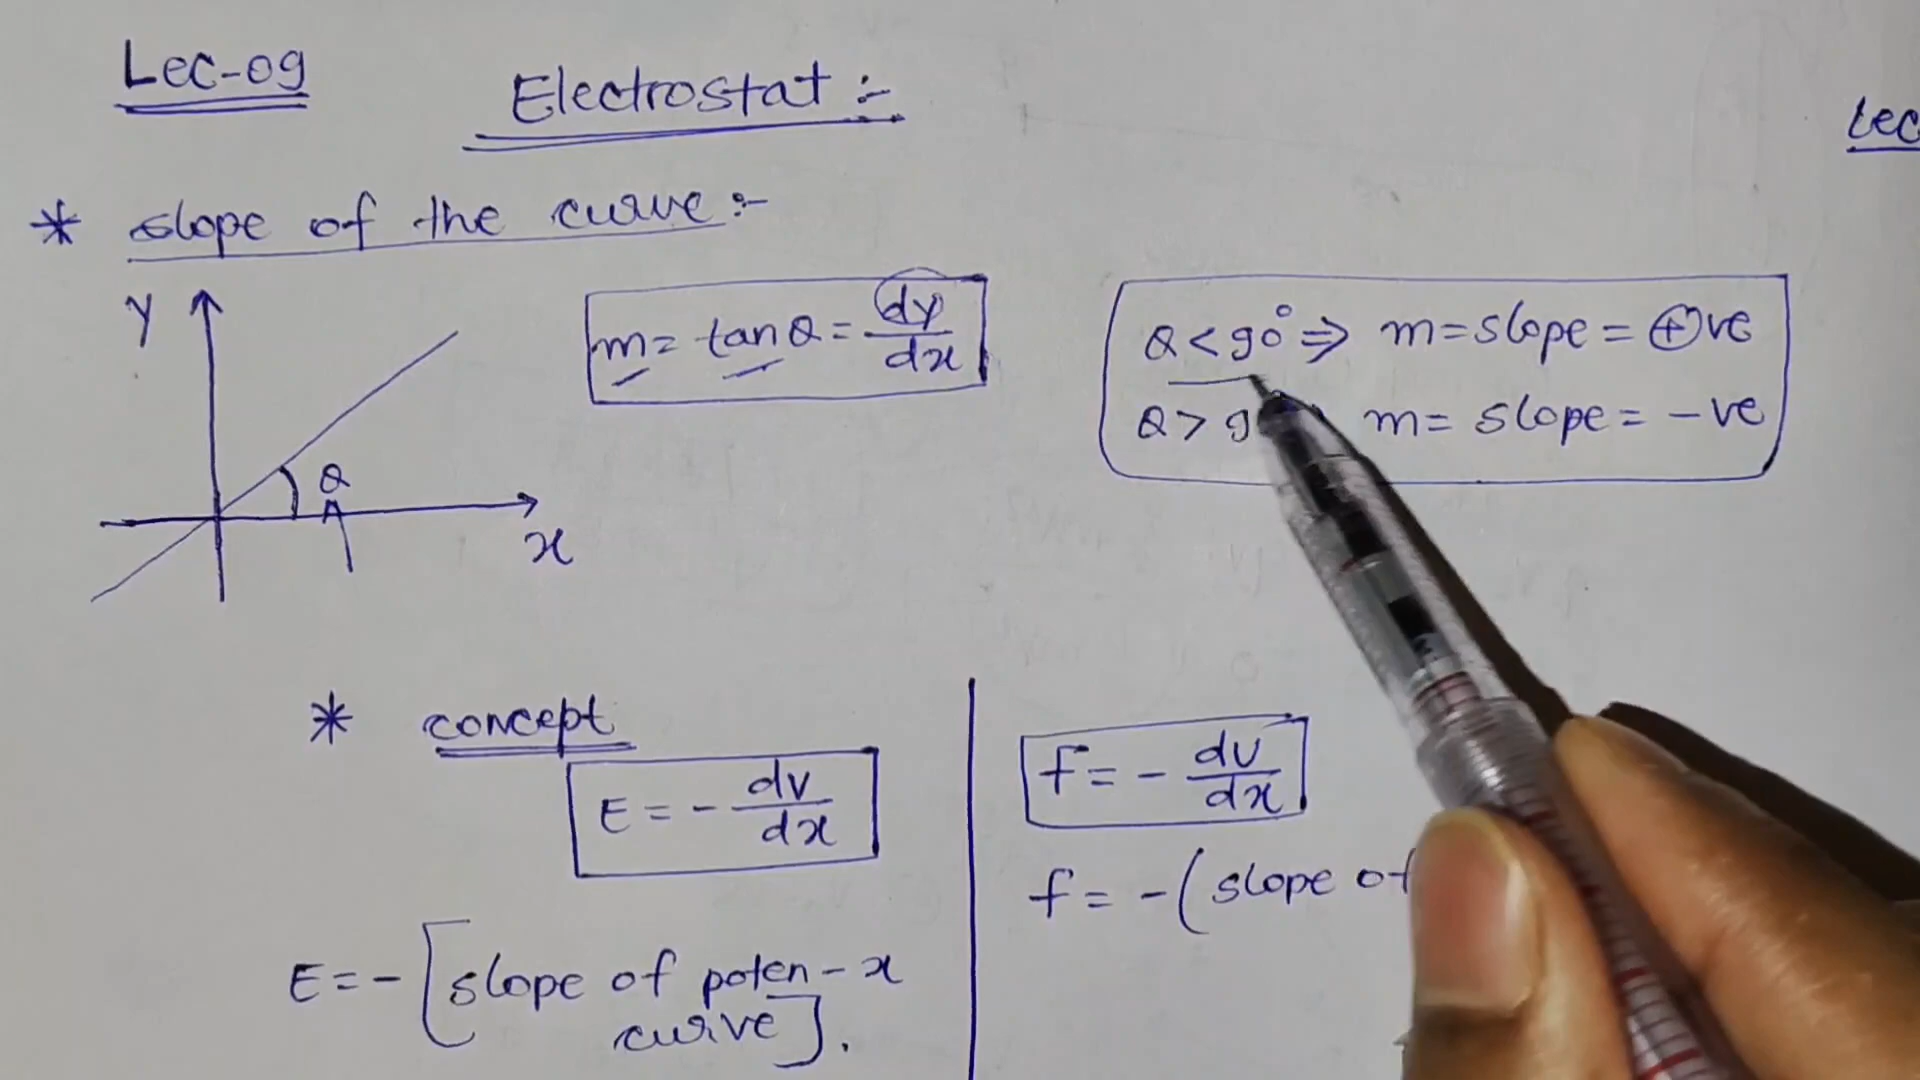 Lec-09
Electrostat :-
Lec
* slope of the curve :-
y
m = tanθ = dy/dx
θ < 90° ⇒ m = slope = ⊕ve
θ > 9 m = slope = -ve
θ
x
* concept
E = - dv/dx
f = - dU/dx
f = - (slope of
E = - [slope of poten - x
curve].